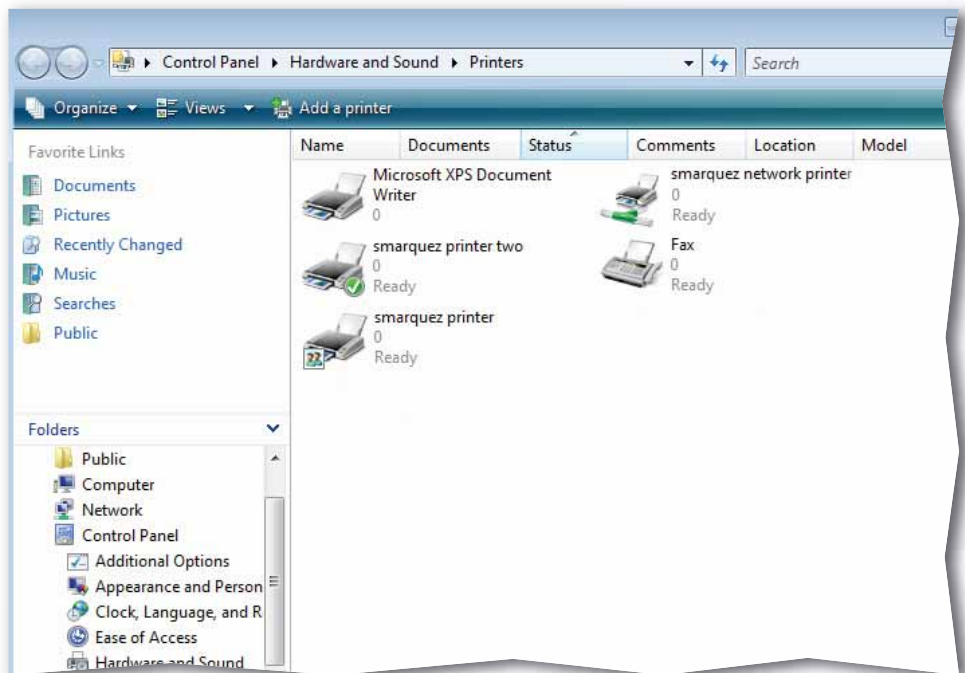 Control Panel ▸ Hardware and Sound ▸ Printers
Search
Organize
Views
Add a printer
Favorite Links
Documents
Pictures
Recently Changed
Music
Searches
Public
Folders
Public
Computer
Network
Control Panel
Additional Options
Appearance and Person
Clock, Language, and R
Ease of Access
Hardware and Sound
Name Documents Status Comments Location Model
Microsoft XPS Document
Writer
0
smarquez printer two
0
Ready
smarquez printer
0
Ready
smarquez network printer
0
Ready
Fax
0
Ready